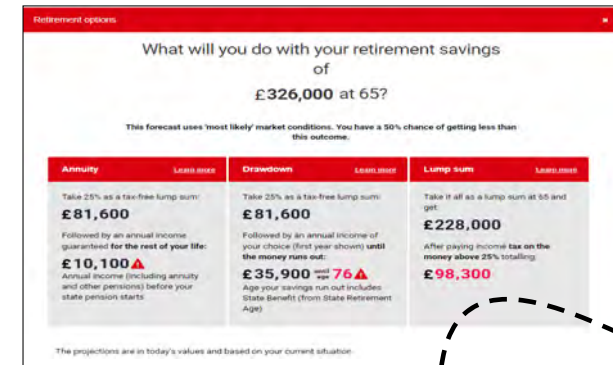 Retirement options
What will you do with your retirement savings
of
£326,000 at 65?
This forecast uses 'most likely' market conditions. You have a 50% chance of getting less than
this outcome.
Annuity Learn more
Take 25% as a tax-free lump sum:
£81,600
Followed by an annual income
guaranteed for the rest of your life:
£10,100
Annual income (including annuity
and other pensions) before your
state pension starts
Drawdown Learn more
Take 25% as a tax-free lump sum:
£81,600
Followed by an annual income of
your choice (first year shown) until
the money runs out:
£35,900 until age 76
Age your savings run out includes
State Benefit (from State Retirement
Age)
Lump sum Learn more
Take it all as a lump sum at 65 and
get:
£228,000
After paying income tax on the
money above 25% totalling:
£98,300
The projections are in today's values and based on your current situation